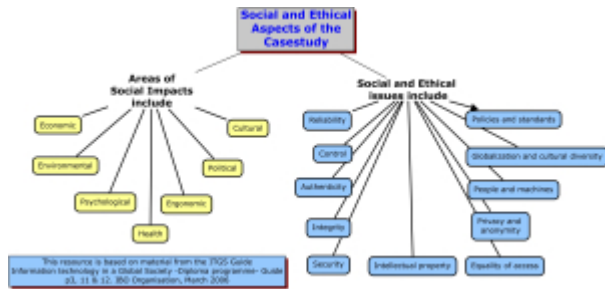 Social and Ethical
Aspects of the
Casestudy
Areas of
Social Impacts
include
Economic
Cultural
Environmental
Political
Psychological
Ergonomic
Health
Social and Ethical
issues include
Reliability
Policies and standards
Control
Globalization and cultural diversity
Authenticity
People and machines
Integrity
Privacy and
anonymity
Security
Intellectual property
Equality of access
This resource is based on material from the ITGS Guide
Information technology in a Global Society -Diploma programme- Guide
p3, 11 & 12. IBO Organisation, March 2006